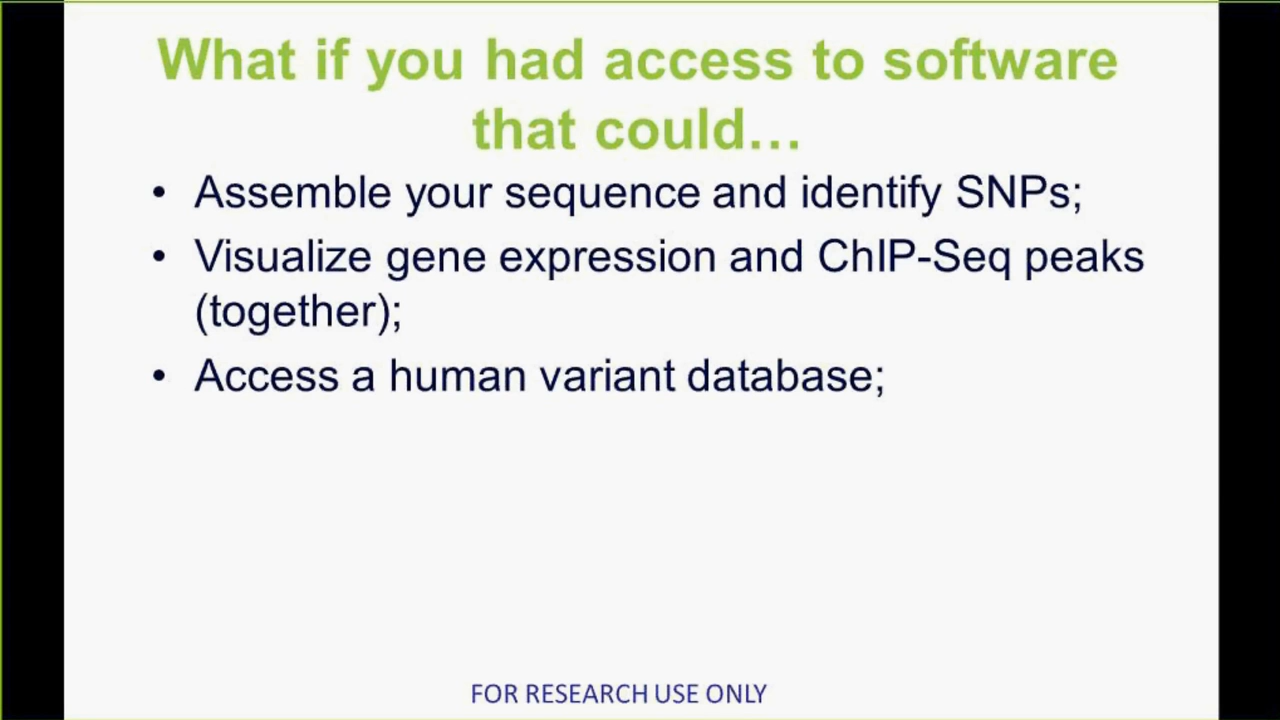 What if you had access to software
that could…
• Assemble your sequence and identify SNPs;
• Visualize gene expression and ChIP-Seq peaks
(together);
• Access a human variant database;
FOR RESEARCH USE ONLY